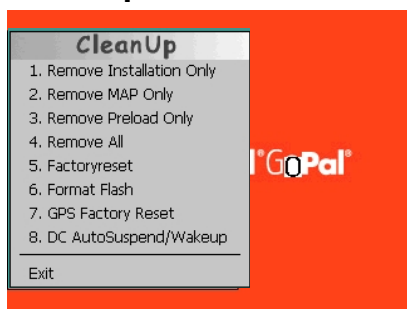 CleanUp
1. Remove Installation Only
2. Remove MAP Only
3. Remove Preload Only
4. Remove All
5. Factoryreset
6. Format Flash
7. GPS Factory Reset
8. DC AutoSuspend/Wakeup
Exit
GoPal®